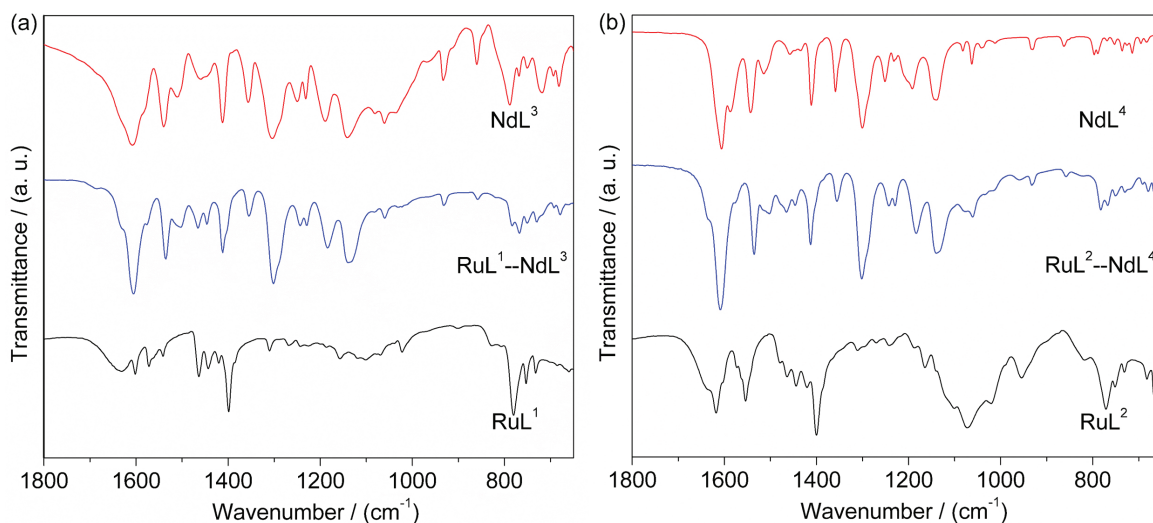 (a)
Transmittance / (a. u.)
NdL³
RuL¹--NdL³
RuL¹
1800 1600 1400 1200 1000 800
Wavenumber / (cm⁻¹)
(b)
Transmittance / (a. u.)
NdL⁴
RuL²--NdL⁴
RuL²
1800 1600 1400 1200 1000 800
Wavenumber / (cm⁻¹)